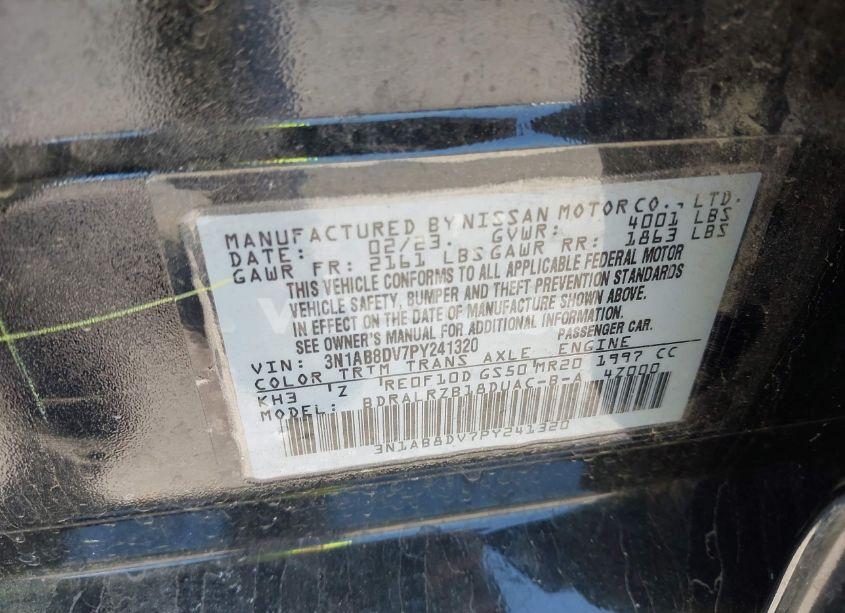 MANUFACTURED BY NISSAN MOTOR CO., LTD.
DATE: 02/23. GVWR: 4001 LBS
GAWR FR: 2161 LBS GAWR RR: 1863 LBS
THIS VEHICLE CONFORMS TO ALL APPLICABLE FEDERAL MOTOR
VEHICLE SAFETY, BUMPER AND THEFT PREVENTION STANDARDS
IN EFFECT ON THE DATE OF MANUFACTURE SHOWN ABOVE.
SEE OWNER'S MANUAL FOR ADDITIONAL INFORMATION.
VIN: 3N1AB8DV7PY241320 PASSENGER CAR.
COLOR TRIM TRANS AXLE ENGINE
KH3 Z RE0F10D GS50 MR20 1997 CC
MODEL: BDRALRZB18DUAC-B-A 4Z000
3N1AB8DV7PY241320